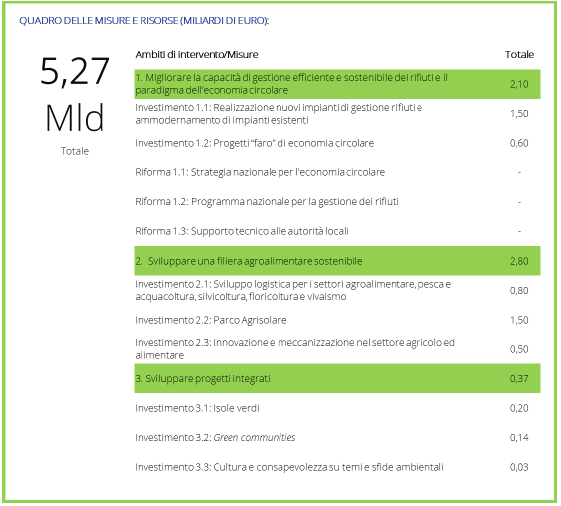 QUADRO DELLE MISURE E RISORSE (MILIARDI DI EURO):
5,27
Mld
Totale
Ambiti di intervento/Misure Totale
1. Migliorare la capacità di gestione efficiente e sostenibile dei rifiuti e il
paradigma dell'economia circolare 2,10
Investimento 1.1: Realizzazione nuovi impianti di gestione rifiuti e
ammodernamento di impianti esistenti 1,50
Investimento 1.2: Progetti “faro” di economia circolare 0,60
Riforma 1.1: Strategia nazionale per l'economia circolare -
Riforma 1.2: Programma nazionale per la gestione dei rifiuti -
Riforma 1.3: Supporto tecnico alle autorità locali -
2. Sviluppare una filiera agroalimentare sostenibile 2,80
Investimento 2.1: Sviluppo logistica per i settori agroalimentare, pesca e
acquacoltura, silvicoltura, floricoltura e vivaismo 0,80
Investimento 2.2: Parco Agrisolare 1,50
Investimento 2.3: Innovazione e meccanizzazione nel settore agricolo ed
alimentare 0,50
3. Sviluppare progetti integrati 0,37
Investimento 3.1: Isole verdi 0,20
Investimento 3.2: Green communities 0,14
Investimento 3.3: Cultura e consapevolezza su temi e sfide ambientali 0,03